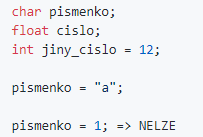 char pismenko;
float cislo;
int jiny_cislo = 12;
pismenko = "a";
pismenko = 1; => NELZE